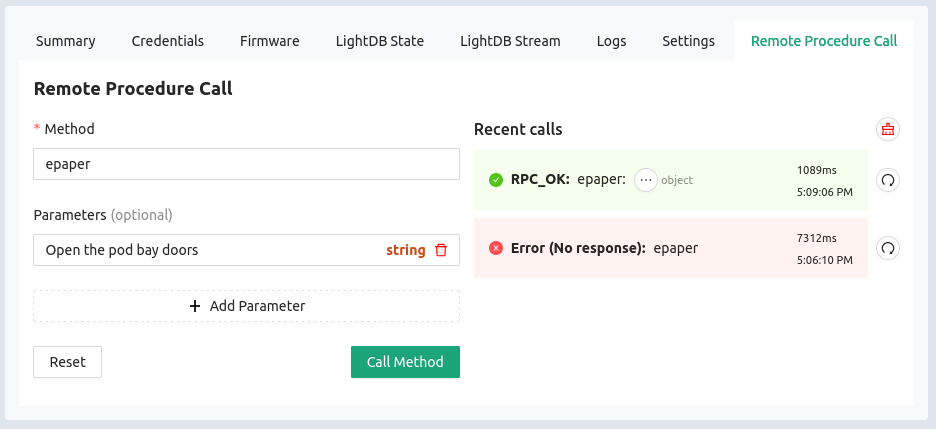 Summary Credentials Firmware LightDB State LightDB Stream Logs Settings Remote Procedure Call
Remote Procedure Call
* Method
epaper
Parameters (optional)
Open the pod bay doors string
+ Add Parameter
Reset Call Method
Recent calls
RPC_OK: epaper: ··· object 1089ms
5:09:06 PM
Error (No response): epaper 7312ms
5:06:10 PM